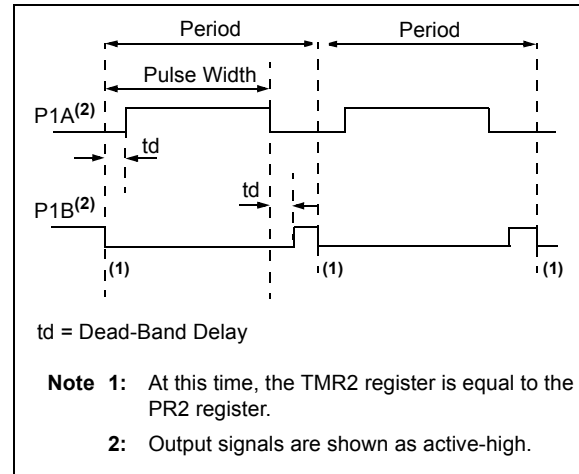 Period Period
Pulse Width
P1A(2)
td
td
P1B(2)
(1) (1) (1)
td = Dead-Band Delay
Note 1: At this time, the TMR2 register is equal to the
PR2 register.
2: Output signals are shown as active-high.